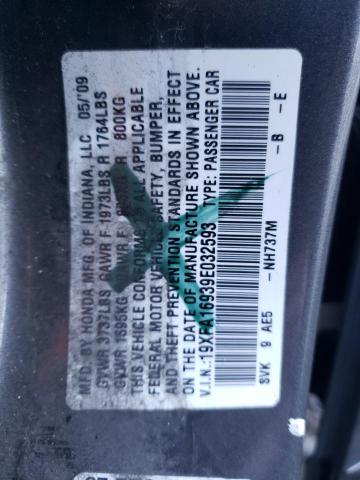 MFD. BY HONDA MFG. OF INDIANA, LLC 05/'09
GVWR 3737LBS GAWR F 1973LBS R 1764LBS
GVWR 1695KG GAWR F R 800KG
THIS VEHICLE CONFORMS TO ALL APPLICABLE
FEDERAL MOTOR VEHICLE SAFETY, BUMPER,
AND THEFT PREVENTION STANDARDS IN EFFECT
ON THE DATE OF MANUFACTURE SHOWN ABOVE.
V.I.N.: 19XFA16939E032593 TYPE: PASSENGER CAR
NH737M B E
SVK 9 AE5